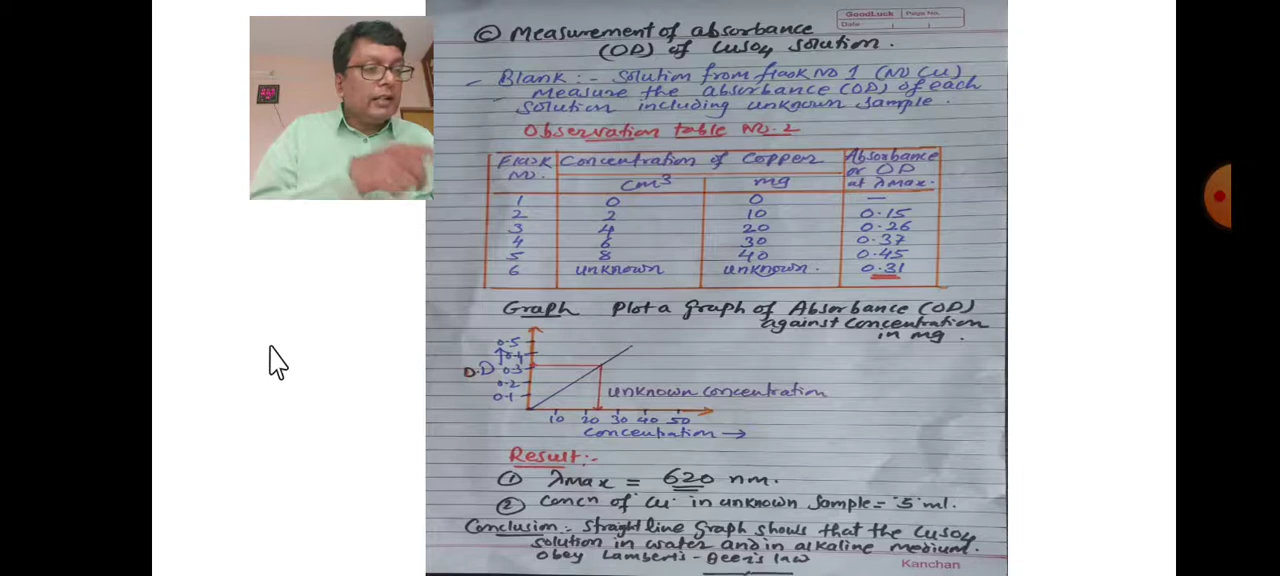 GoodLuck Page No.
Date
© Measurement of absorbance
(OD) of CuSO4 solution.
- Blank :- solution from flask No 1 (No Cu)
- Measure the absorbance (OD) of each
solution including unknown sample.
Observation table No. 2
Flask No. Concentration of Copper Absorbance or OD at λmax.
cm³ mg
1 0 0 —
2 2 10 0.15
3 4 20 0.26
4 6 30 0.37
5 8 40 0.45
6 unknown unknown. 0.31
Graph Plot a graph of Absorbance (OD)
against concentration
in mg.
0.5
0.4
O.D 0.3
0.2
0.1
unknown concentration
10 20 30 40 50
concentration →
Result :-
① λmax = 620 nm.
② concn of Cu in unknown sample = 5 ml.
Conclusion :- straight line graph shows that the CuSO4
solution in water and in alkaline medium.
obey Lambert's - Beer's law
Kanchan